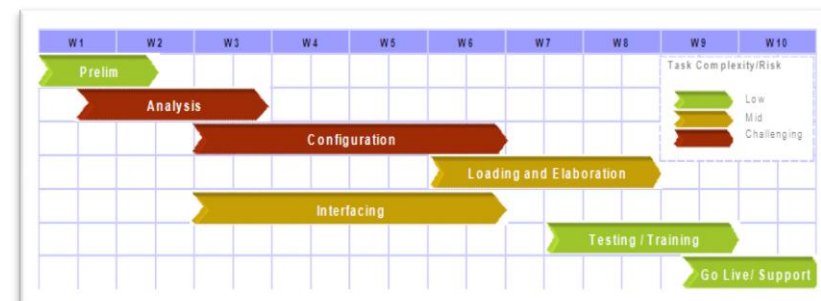 W1 W2 W3 W4 W5 W6 W7 W8 W9 W10
Prelim
Task Complexity/Risk
Analysis
Low
Mid
Challenging
Configuration
Loading and Elaboration
Interfacing
Testing / Training
Go Live/ Support